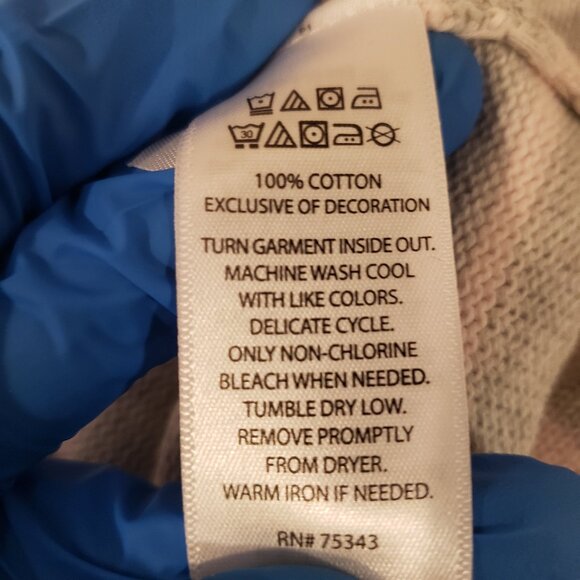 30
100% COTTON
EXCLUSIVE OF DECORATION
TURN GARMENT INSIDE OUT.
MACHINE WASH COOL
WITH LIKE COLORS.
DELICATE CYCLE.
ONLY NON-CHLORINE
BLEACH WHEN NEEDED.
TUMBLE DRY LOW.
REMOVE PROMPTLY
FROM DRYER.
WARM IRON IF NEEDED.
RN# 75343